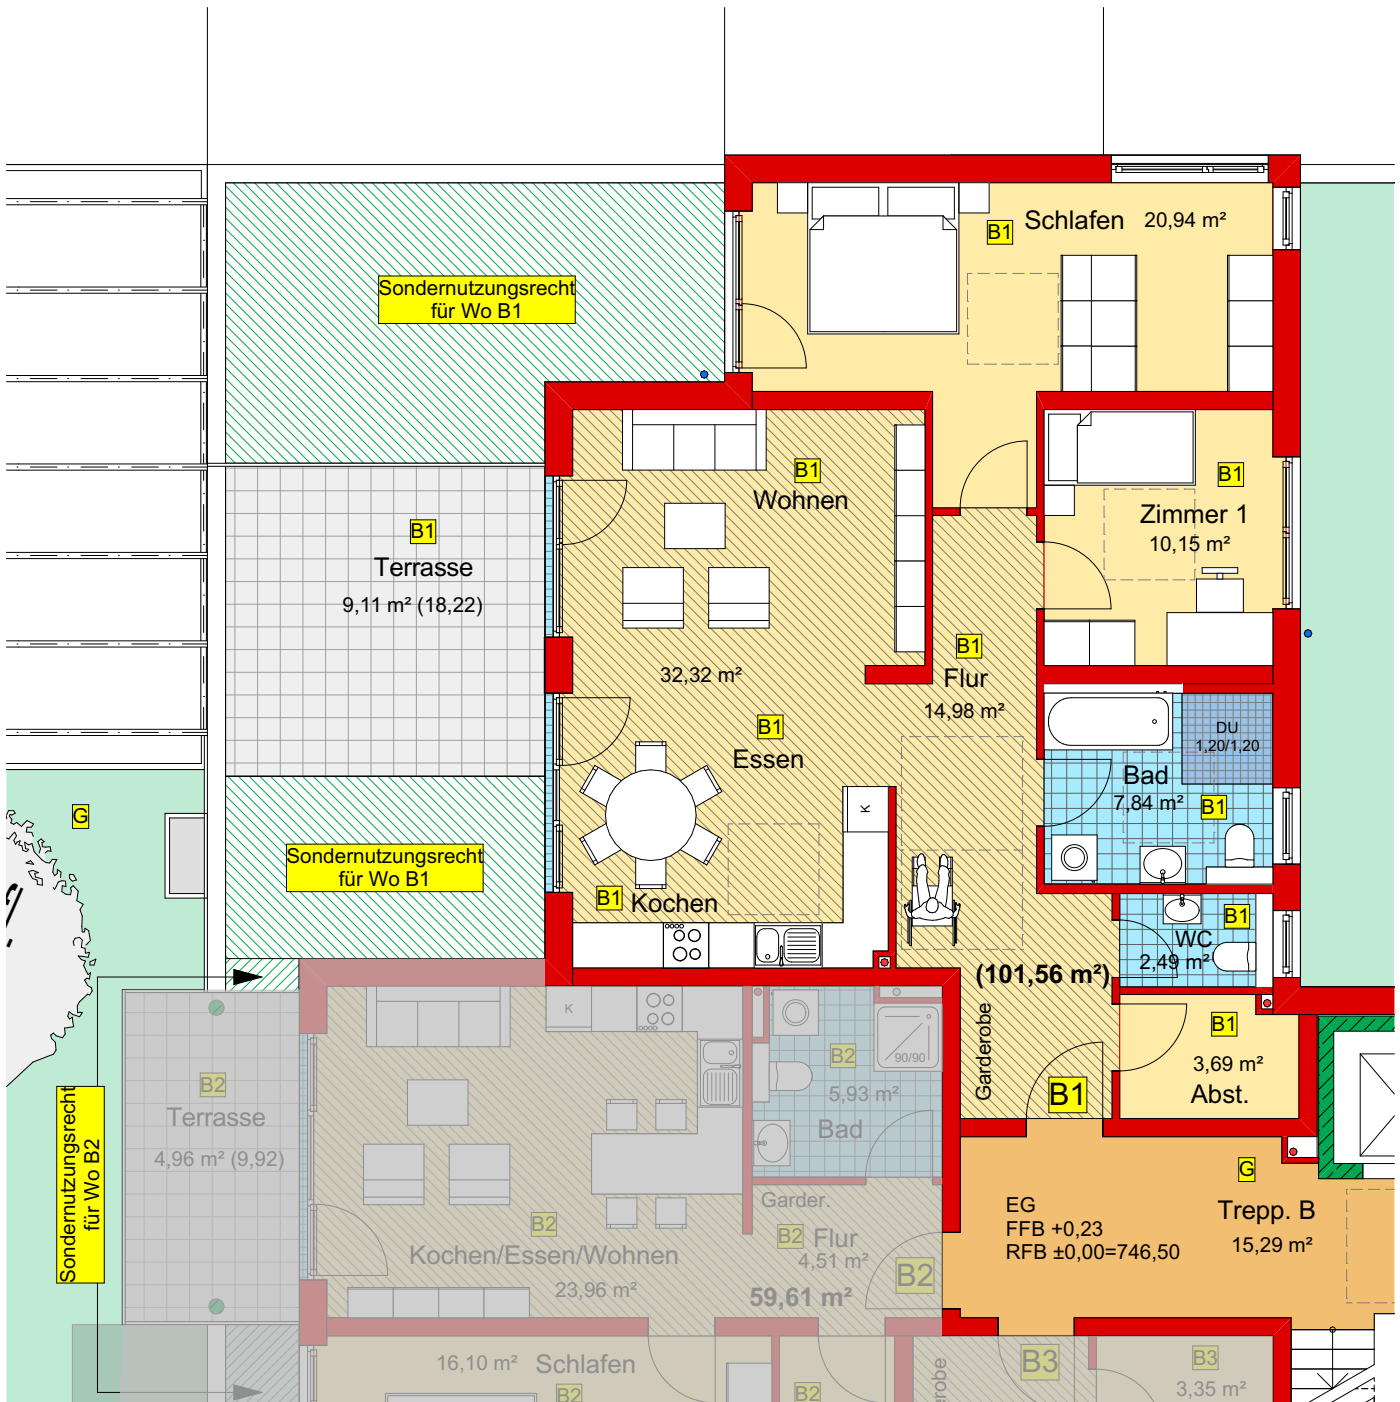 B1
Schlafen 20,94 m²
Sondernutzungsrecht
für Wo B1
B1
Wohnen
B1
Zimmer 1
10,15 m²
B1
Terrasse
9,11 m² (18,22)
32,32 m²
B1
Flur
14,98 m²
B1
Essen
DU
1,20/1,20
Bad
7,84 m²
B1
K
G
Sondernutzungsrecht
für Wo B1
B1
Kochen
B1
WC
2,49 m²
(101,56 m²)
Garderobe
B1
B1
3,69 m²
Abst.
K
90/90
B2
5,93 m²
Bad
B2
Terrasse
4,96 m² (9,92)
Sondernutzungsrecht
für Wo B2
Garder.
B2
Flur
4,51 m²
B2
Kochen/Essen/Wohnen
23,96 m²
B2
59,61 m²
G
Trepp. B
15,29 m²
EG
FFB +0,23
RFB ±0,00=746,50
16,10 m² Schlafen
B2
B2
erobe
B3
B3
3,35 m²